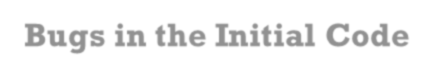 Bugs in the Initial Code